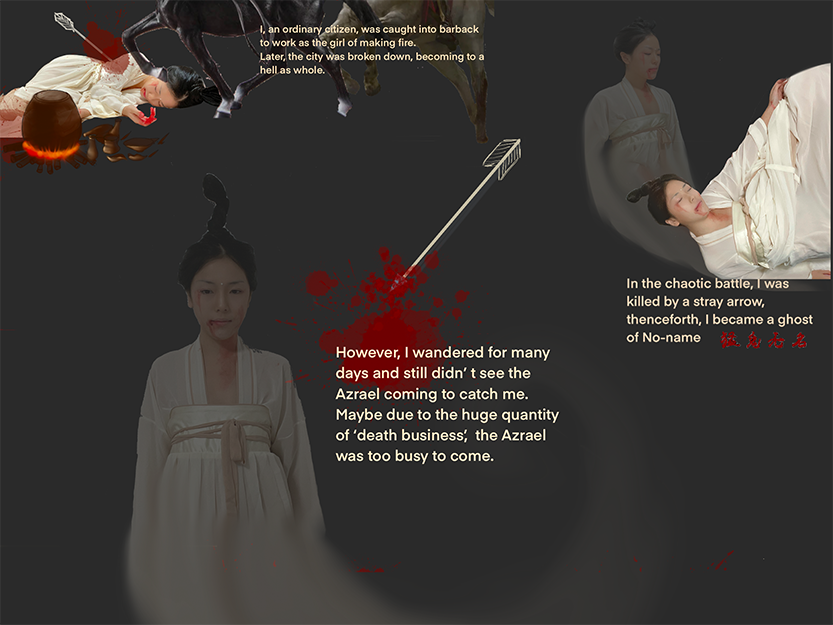 I, an ordinary citizen, was caught into barback
to work as the girl of making fire.
Later, the city was broken down, becoming to a
hell as whole.
In the chaotic battle, I was
killed by a stray arrow,
thenceforth, I became a ghost
of No-name
However, I wandered for many
days and still didn’ t see the
Azrael coming to catch me.
Maybe due to the huge quantity
of ‘death business’, the Azrael
was too busy to come.